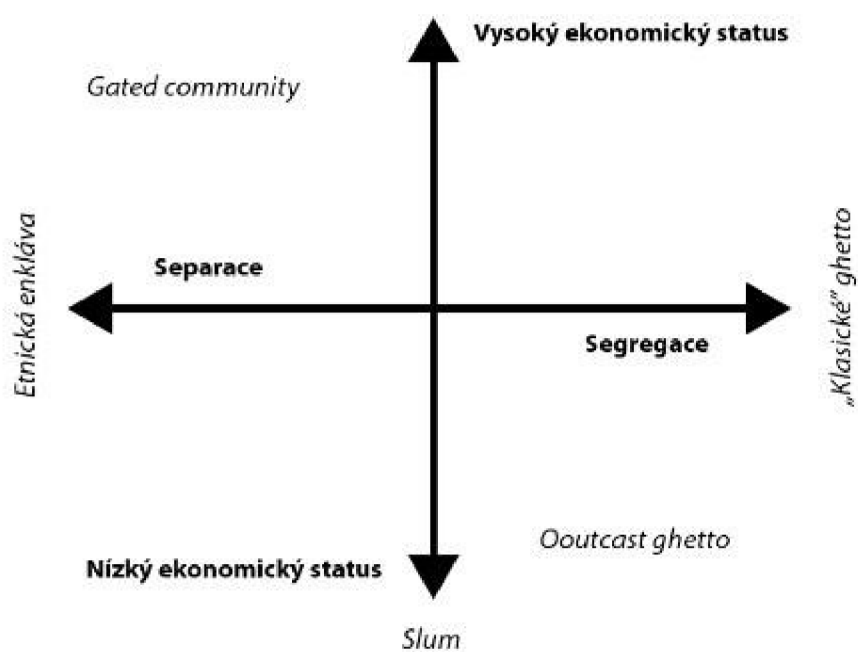 Vysoký ekonomický status
Gated community
Etnická enkláva
Separace
„Klasické” ghetto
Segregace
Ooutcast ghetto
Nízký ekonomický status
Slum